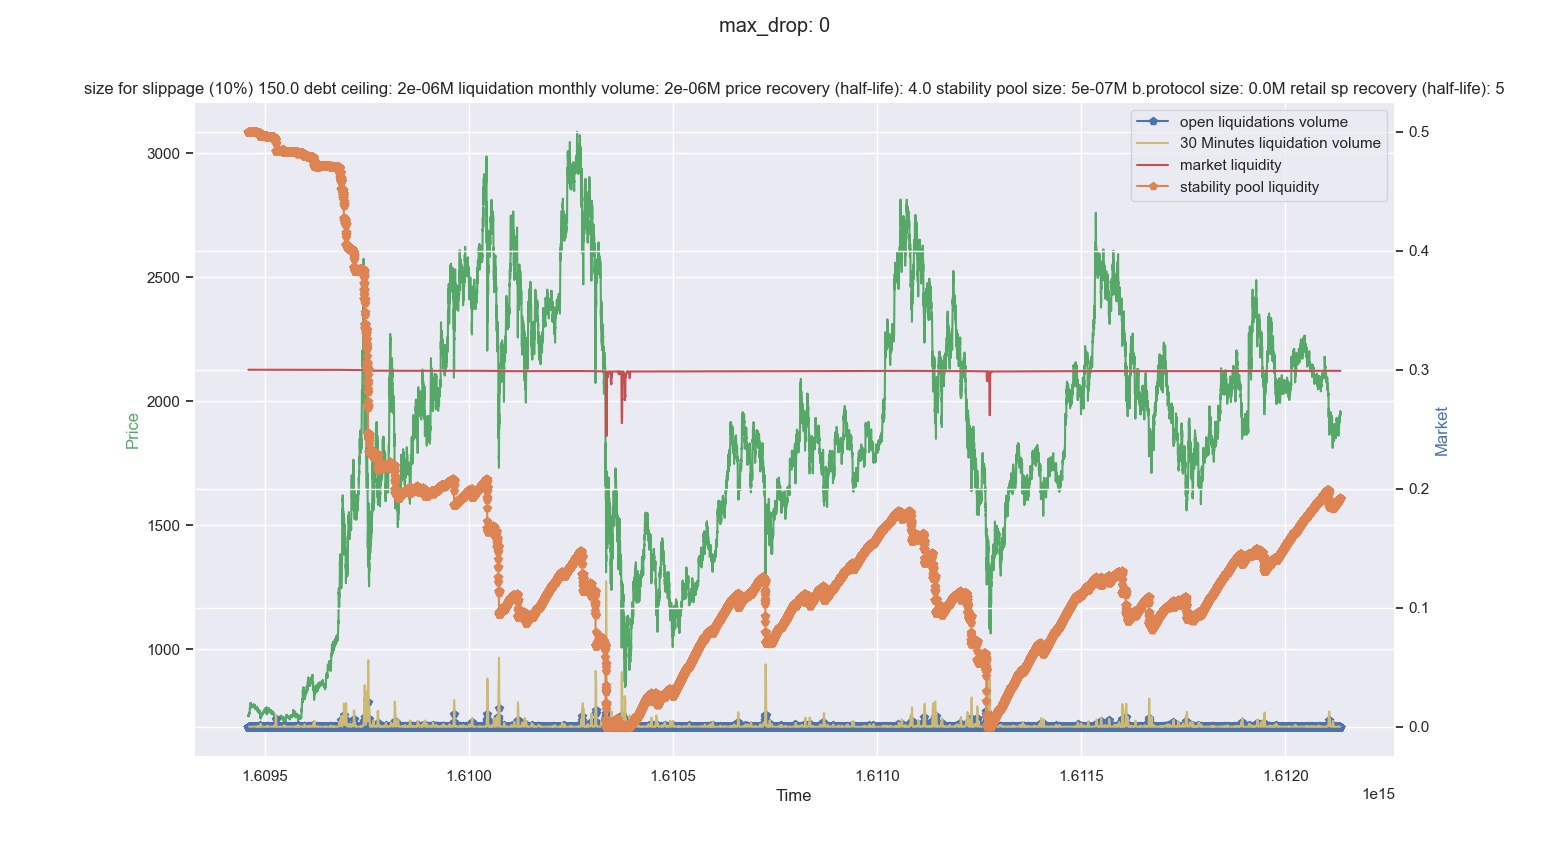 max_drop: 0
size for slippage (10%) 150.0 debt ceiling: 2e-06M liquidation monthly volume: 2e-06M price recovery (half-life): 4.0 stability pool size: 5e-07M b.protocol size: 0.0M retail sp recovery (half-life): 5
open liquidations volume
30 Minutes liquidation volume
market liquidity
stability pool liquidity
3000
2500
2000
1500
1000
Price
0.5
0.4
0.3
0.2
0.1
0.0
Market
1.6095
1.6100
1.6105
1.6110
1.6115
1.6120
1e15
Time